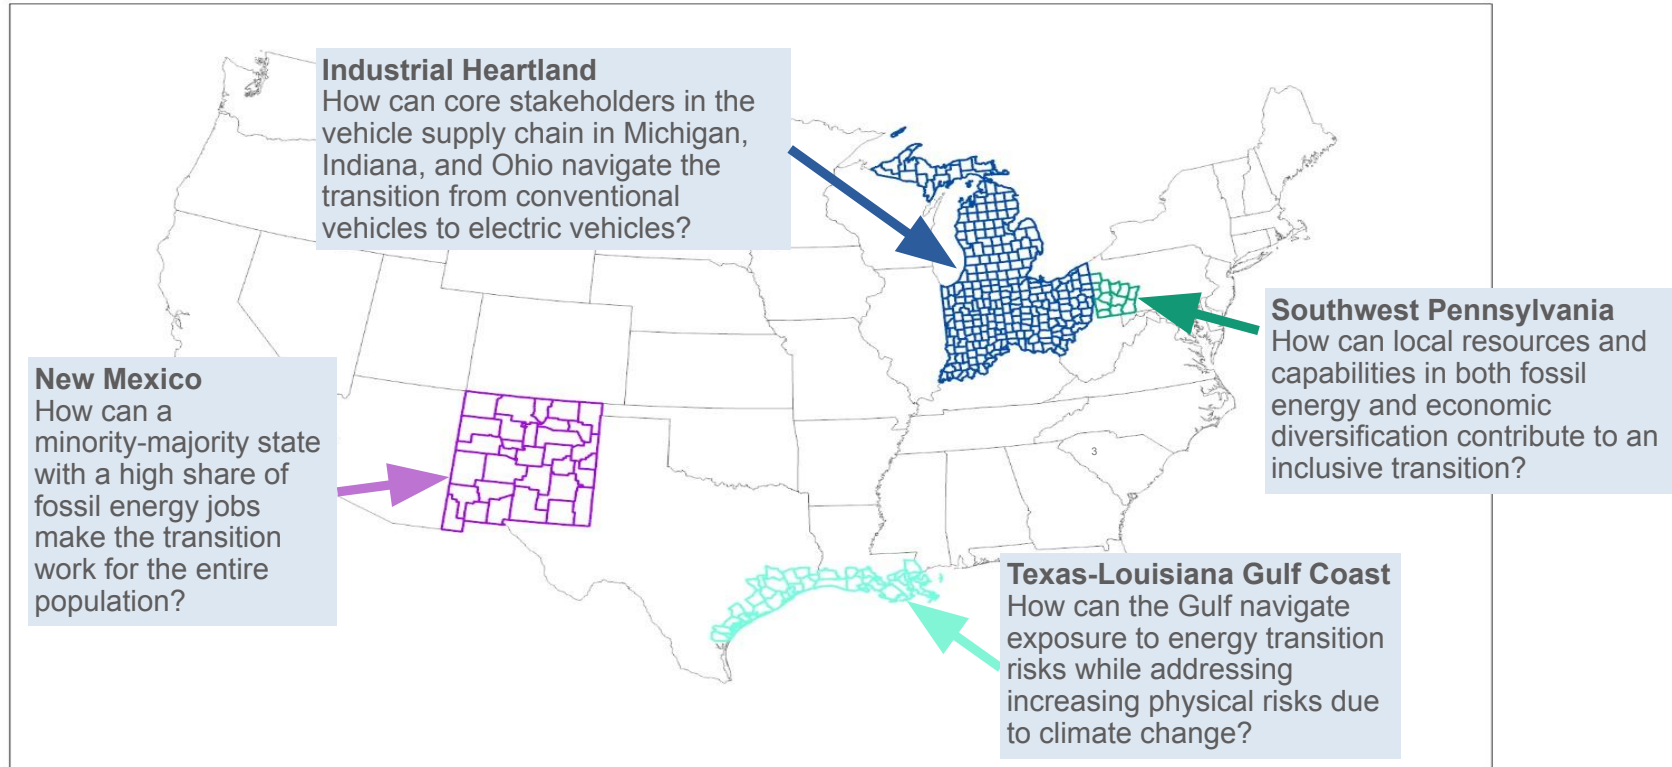 Industrial Heartland
How can core stakeholders in the
vehicle supply chain in Michigan,
Indiana, and Ohio navigate the
transition from conventional
vehicles to electric vehicles?
New Mexico
How can a
minority-majority state
with a high share of
fossil energy jobs
make the transition
work for the entire
population?
Southwest Pennsylvania
How can local resources and
capabilities in both fossil
energy and economic
diversification contribute to an
inclusive transition?
3
Texas-Louisiana Gulf Coast
How can the Gulf navigate
exposure to energy transition
risks while addressing
increasing physical risks due
to climate change?